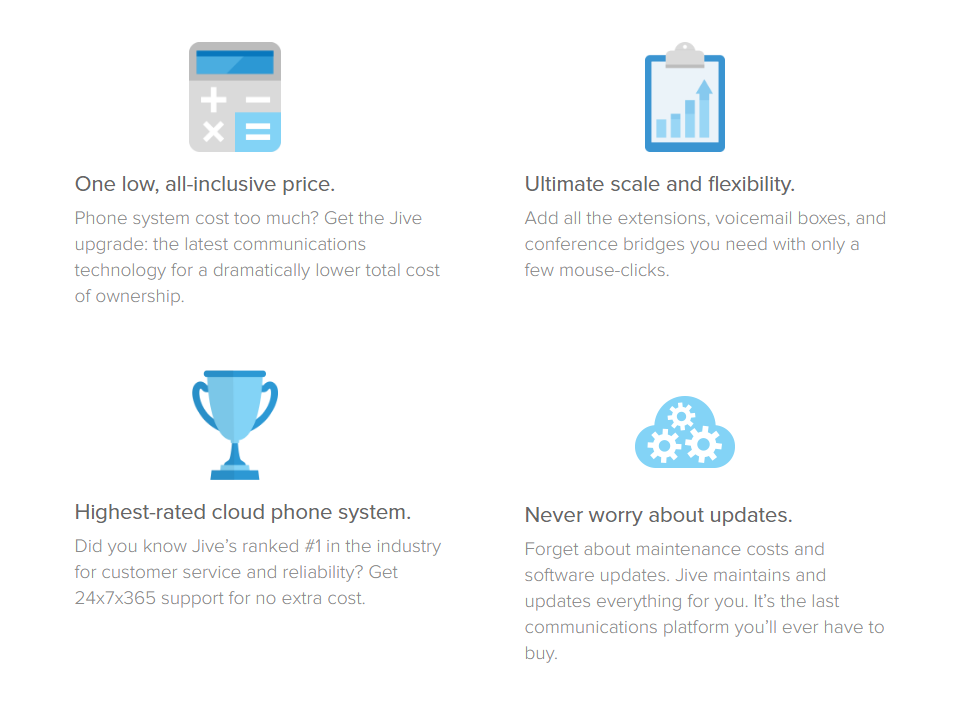 One low, all-inclusive price.
Phone system cost too much? Get the Jive
upgrade: the latest communications
technology for a dramatically lower total cost
of ownership.
Ultimate scale and flexibility.
Add all the extensions, voicemail boxes, and
conference bridges you need with only a
few mouse-clicks.
Highest-rated cloud phone system.
Did you know Jive’s ranked #1 in the industry
for customer service and reliability? Get
24x7x365 support for no extra cost.
Never worry about updates.
Forget about maintenance costs and
software updates. Jive maintains and
updates everything for you. It’s the last
communications platform you’ll ever have to
buy.